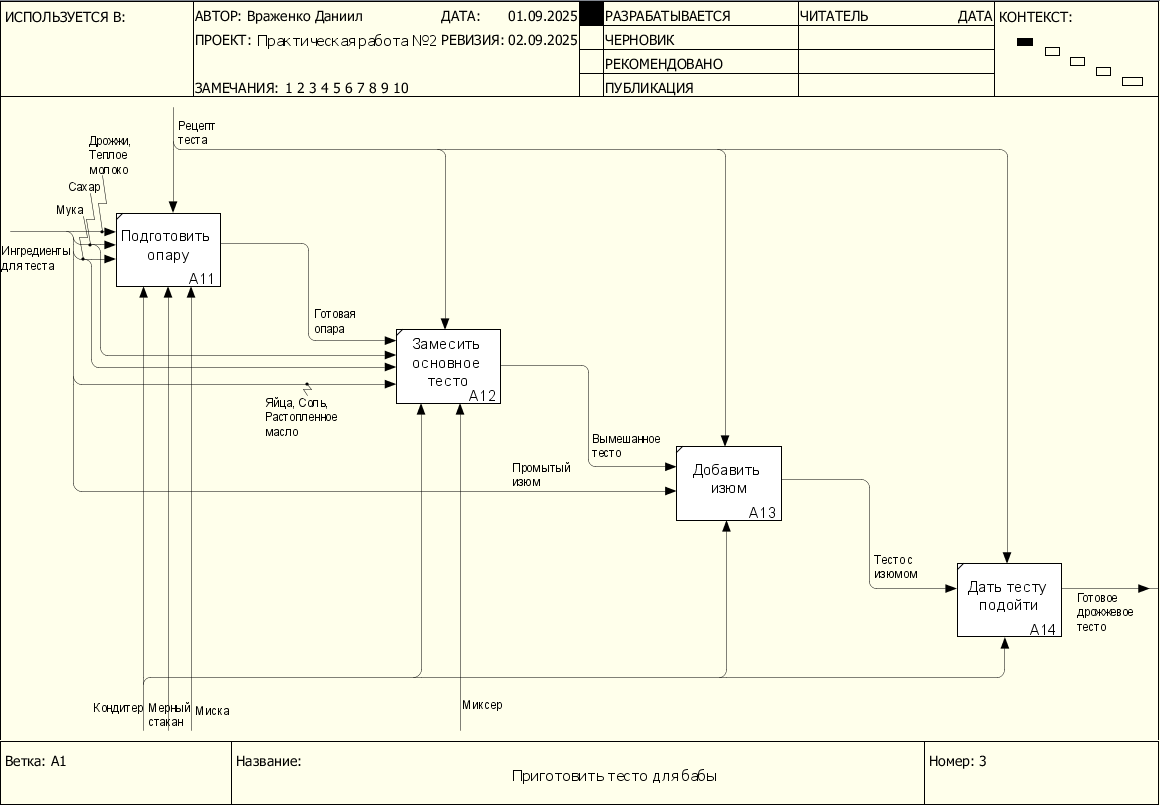 ИСПОЛЬЗУЕТСЯ В:
АВТОР: Враженко Даниил
ДАТА: 01.09.2025
РАЗРАБАТЫВАЕТСЯ
ЧИТАТЕЛЬ
ДАТА
КОНТЕКСТ:
ПРОЕКТ: Практическая работа №2
РЕВИЗИЯ: 02.09.2025
ЧЕРНОВИК
РЕКОМЕНДОВАНО
ЗАМЕЧАНИЯ: 1 2 3 4 5 6 7 8 9 10
ПУБЛИКАЦИЯ
Рецепт
теста
Дрожжи,
Теплое
молоко
Сахар
Мука
Ингредиенты
для теста
Подготовить
опару
A11
Готовая
опара
Замесить
основное
тесто
A12
Яйца, Соль,
Растопленное
масло
Вымешанное
тесто
Промытый
изюм
Добавить
изюм
A13
Тесто с
изюмом
Дать тесту
подойти
A14
Готовое
дрожжевое
тесто
Кондитер
Мерный
стакан
Миска
Миксер
Ветка: A1
Название:
Приготовить тесто для бабы
Номер: 3